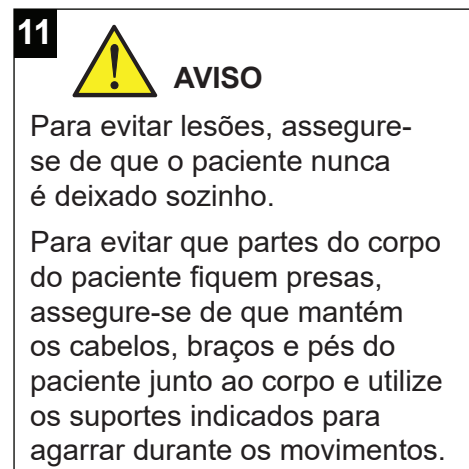 11
AVISO
Para evitar lesões, assegure-
se de que o paciente nunca
é deixado sozinho.
Para evitar que partes do corpo
do paciente fiquem presas,
assegure-se de que mantém
os cabelos, braços e pés do
paciente junto ao corpo e utilize
os suportes indicados para
agarrar durante os movimentos.